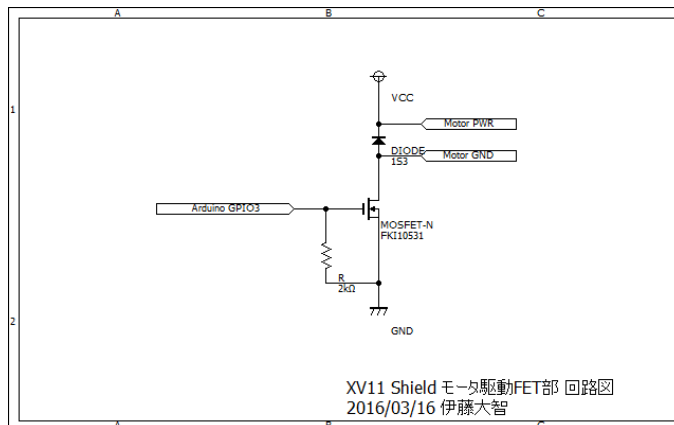 A
B
C
1
VCC
Motor PWR
DIODE
1S3
Motor GND
Arduino GPIO3
MOSFET-N
FKI10531
R
2kΩ
2
GND
XV11 Shield モータ駆動FET部 回路図
2016/03/16 伊藤大智
A
B
C